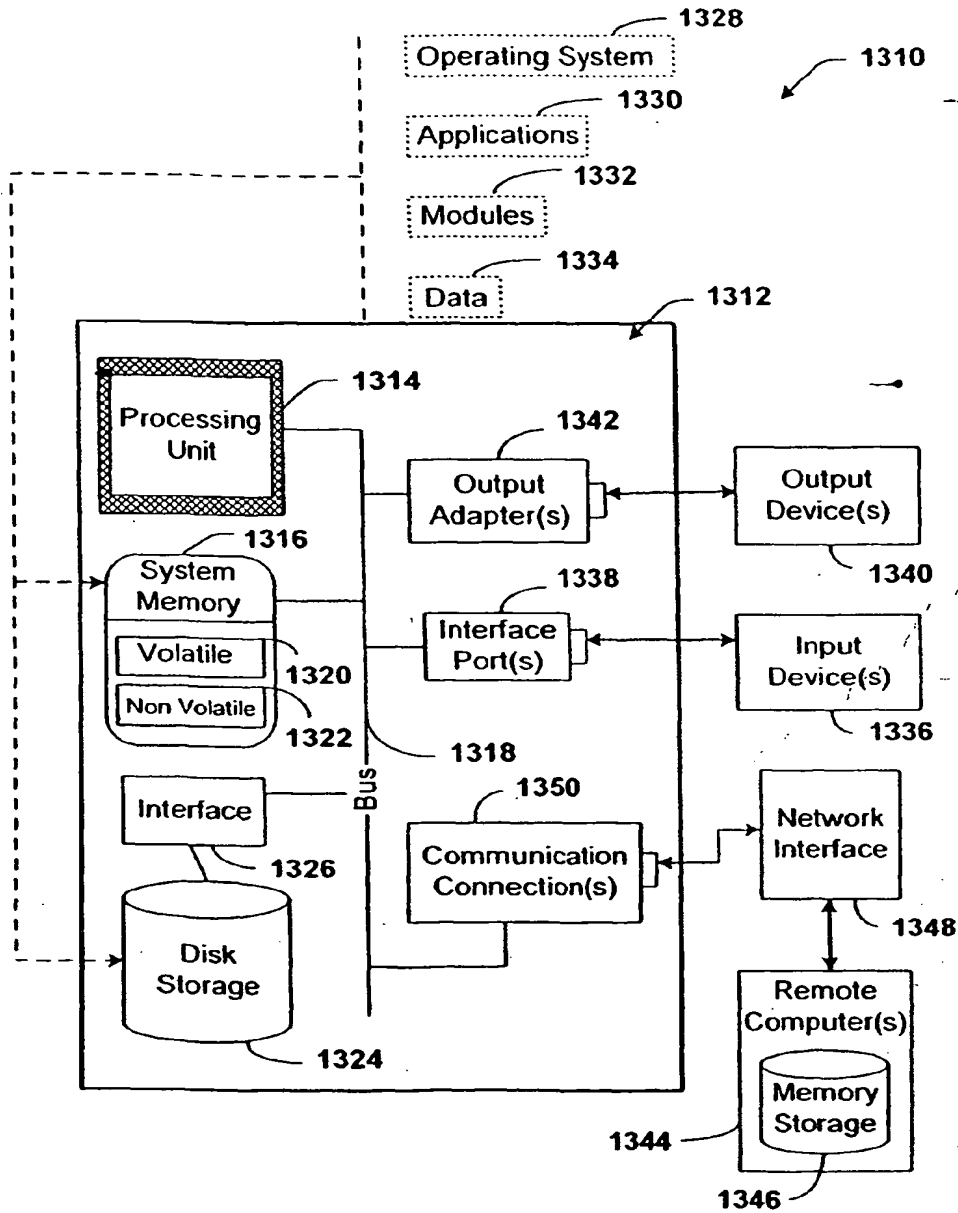 1328
Operating System
1310
1330
Applications
1332
Modules
1334
Data
1312
1314
Processing
Unit
1342
Output
Adapter(s)
Output
Device(s)
1340
1316
System
Memory
Volatile
1320
Non Volatile
1322
1338
Interface
Port(s)
Input
Device(s)
1336
1318
Bus
Interface
1326
1350
Communication
Connection(s)
Network
Interface
1348
Disk
Storage
1324
Remote
Computer(s)
Memory
Storage
1344
1346